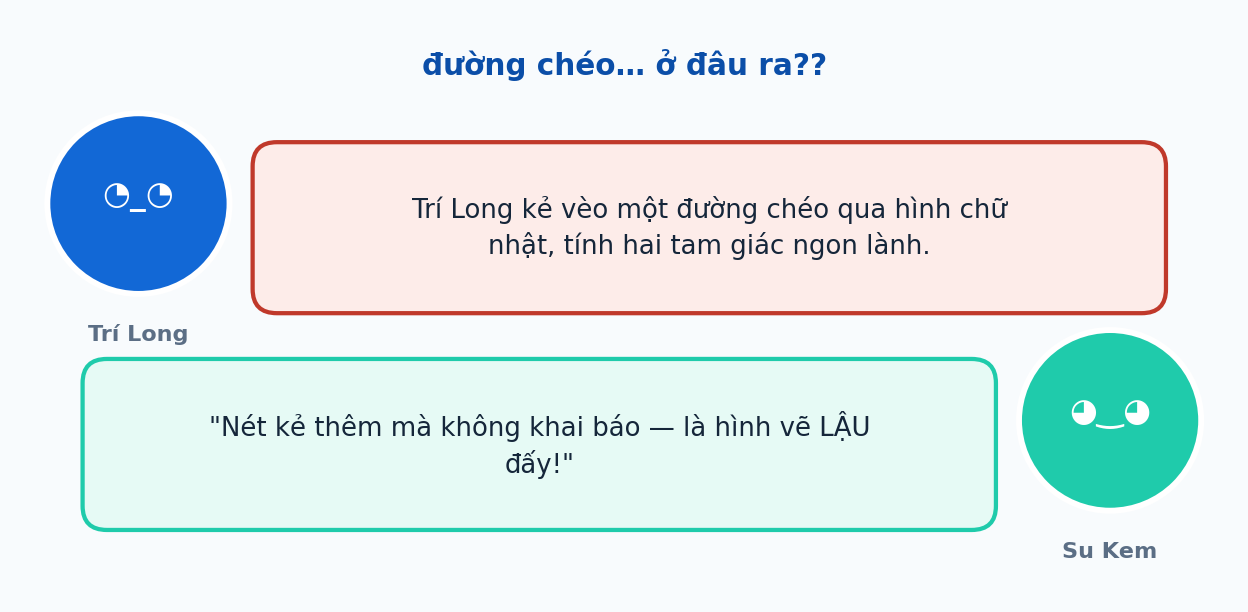 đường chéo… ở đâu ra??
◔_◔
Trí Long kẻ vèo một đường chéo qua hình chữ
nhật, tính hai tam giác ngon lành.
Trí Long
"Nét kẻ thêm mà không khai báo — là hình vẽ LẬU
đấy!"
◕‿◕
Su Kem